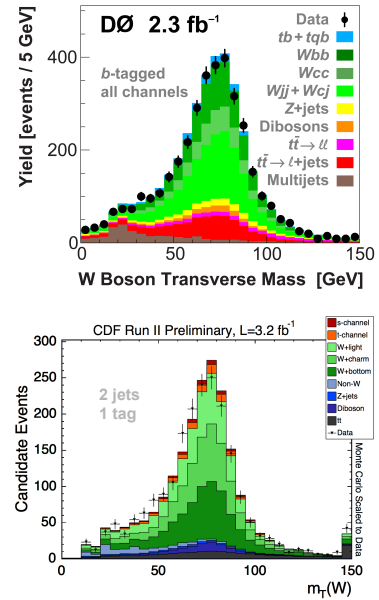 DØ 2.3 fb⁻¹
b-tagged
all channels
Data
tb + tqb
Wbb
Wcc
Wjj + Wcj
Z+jets
Dibosons
tt̄→ ℓℓ
tt̄→ ℓ+jets
Multijets
Yield [events / 5 GeV]
400
200
0
0
50
100
150
W Boson Transverse Mass [GeV]
CDF Run II Preliminary, L=3.2 fb⁻¹
2 jets
1 tag
s-channel
t-channel
W+light
W+charm
W+bottom
Non-W
Z+jets
Diboson
tt
Data
Candidate Events
300
250
200
150
100
50
0
0
50
100
150
m_T(W)
Monte Carlo Scaled to Data